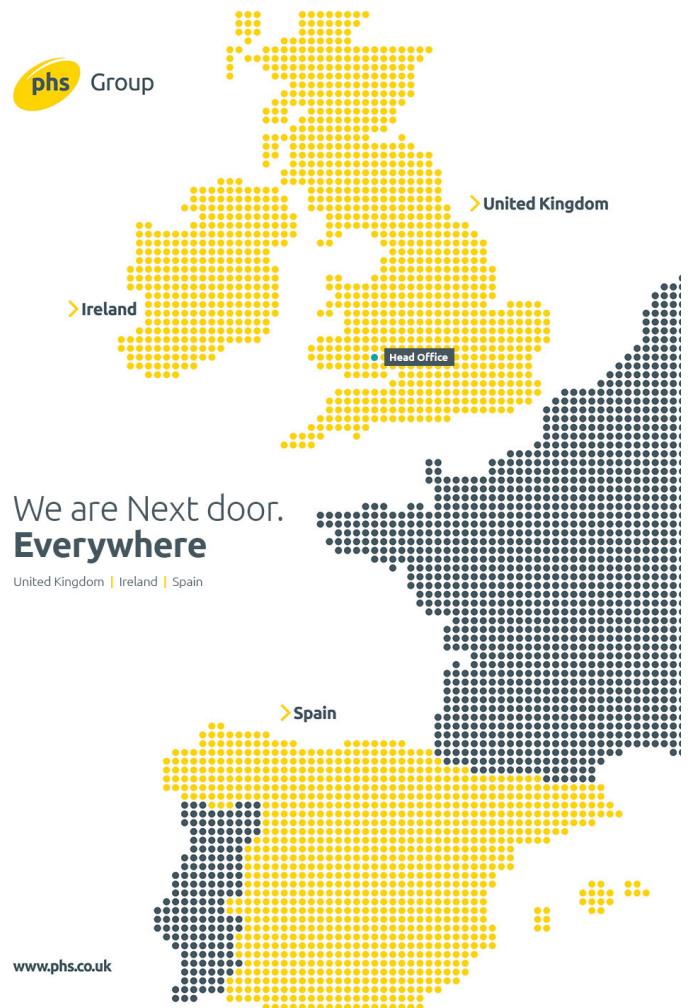 phs Group
United Kingdom
Ireland
Head Office
We are Next door.
Everywhere
United Kingdom | Ireland | Spain
Spain
www.phs.co.uk